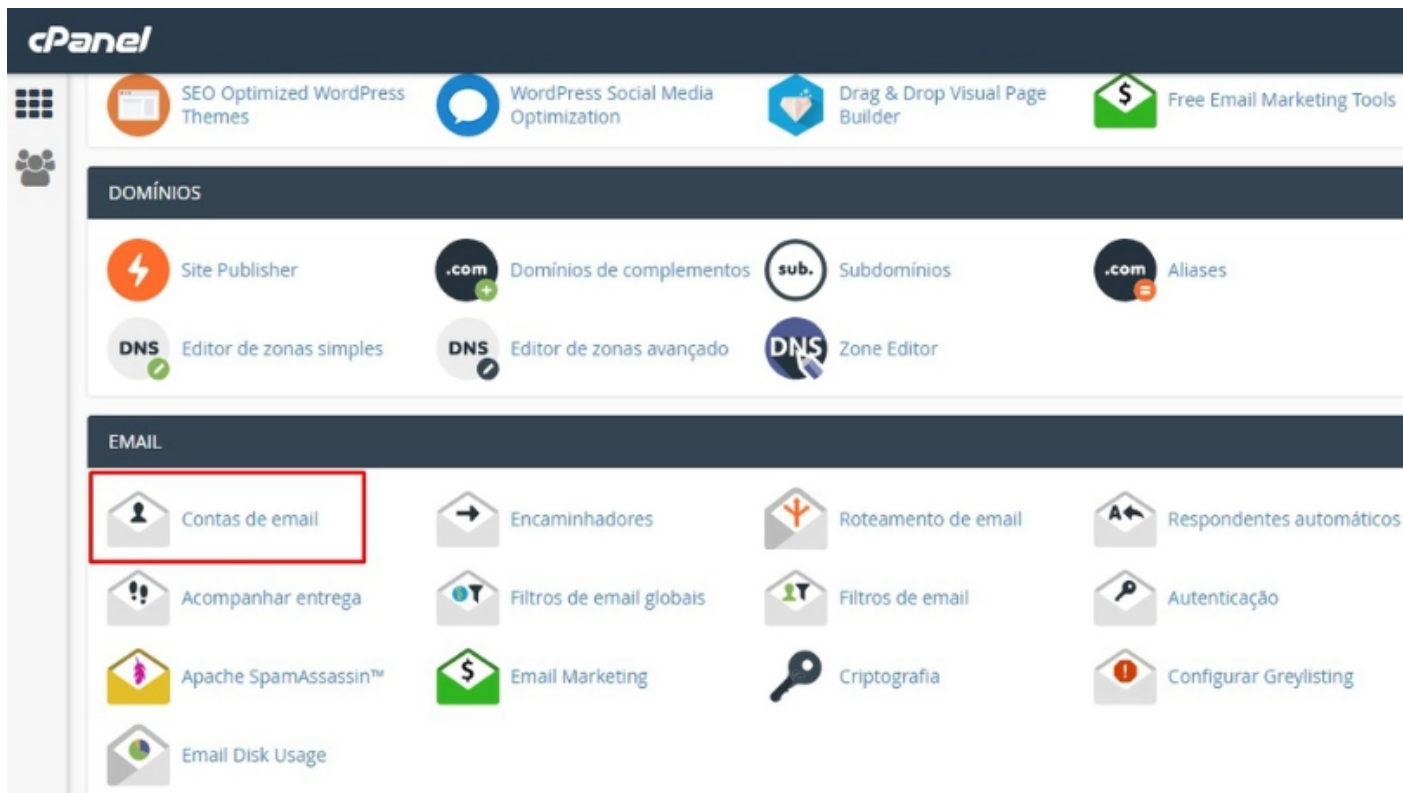 cPanel
SEO Optimized WordPress
Themes
WordPress Social Media
Optimization
Drag & Drop Visual Page
Builder
$
Free Email Marketing Tools
DOMÍNIOS
Site Publisher
.com
Domínios de complementos
sub.
Subdomínios
.com
Aliases
DNS
Editor de zonas simples
DNS
Editor de zonas avançado
DNS
Zone Editor
EMAIL
Contas de email
Encaminhadores
Roteamento de email
A
Respondentes automáticos
Acompanhar entrega
Filtros de email globais
Filtros de email
Autenticação
Apache SpamAssassin™
$
Email Marketing
Criptografia
!
Configurar Greylisting
Email Disk Usage